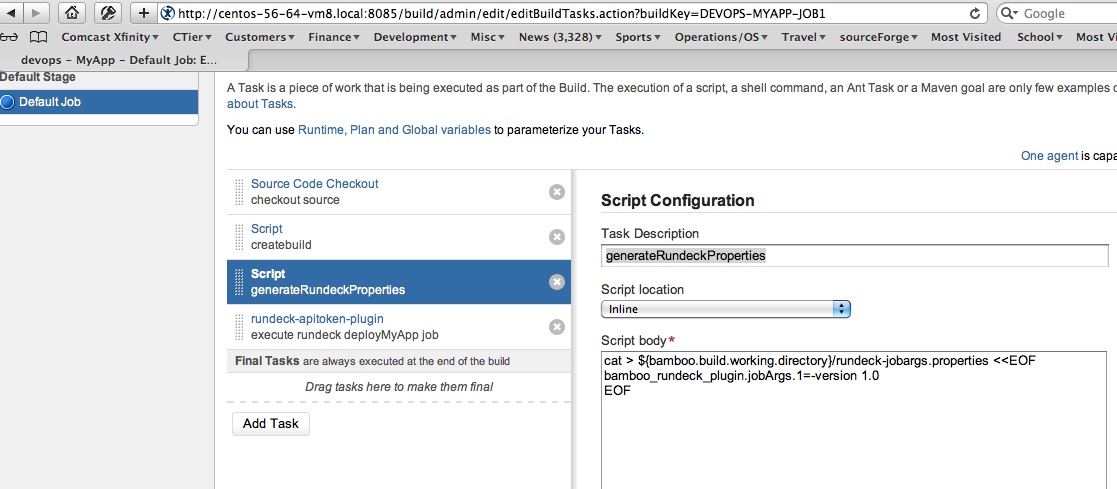 http://centos-56-64-vm8.local:8085/build/admin/edit/editBuildTasks.action?buildKey=DEVOPS-MYAPP-JOB1
Google
Comcast Xfinity CTier Customers Finance Development Misc News (3,328) Sports Operations/OS Travel sourceForge Most Visited School Most Vi
devops - MyApp - Default Job: E...
Default Stage
Default Job
A Task is a piece of work that is being executed as part of the Build. The execution of a script, a shell command, an Ant Task or a Maven goal are only few examples
about Tasks.
You can use Runtime, Plan and Global variables to parameterize your Tasks.
One agent is capa
Source Code Checkout
checkout source
Script
createbuild
Script
generateRundeckProperties
rundeck-apitoken-plugin
execute rundeck deployMyApp job
Final Tasks are always executed at the end of the build
Drag tasks here to make them final
Add Task
Script Configuration
Task Description
generateRundeckProperties
Script location
Inline
Script body*
cat > ${bamboo.build.working.directory}/rundeck-jobargs.properties <<EOF
bamboo_rundeck_plugin.jobArgs.1=-version 1.0
EOF